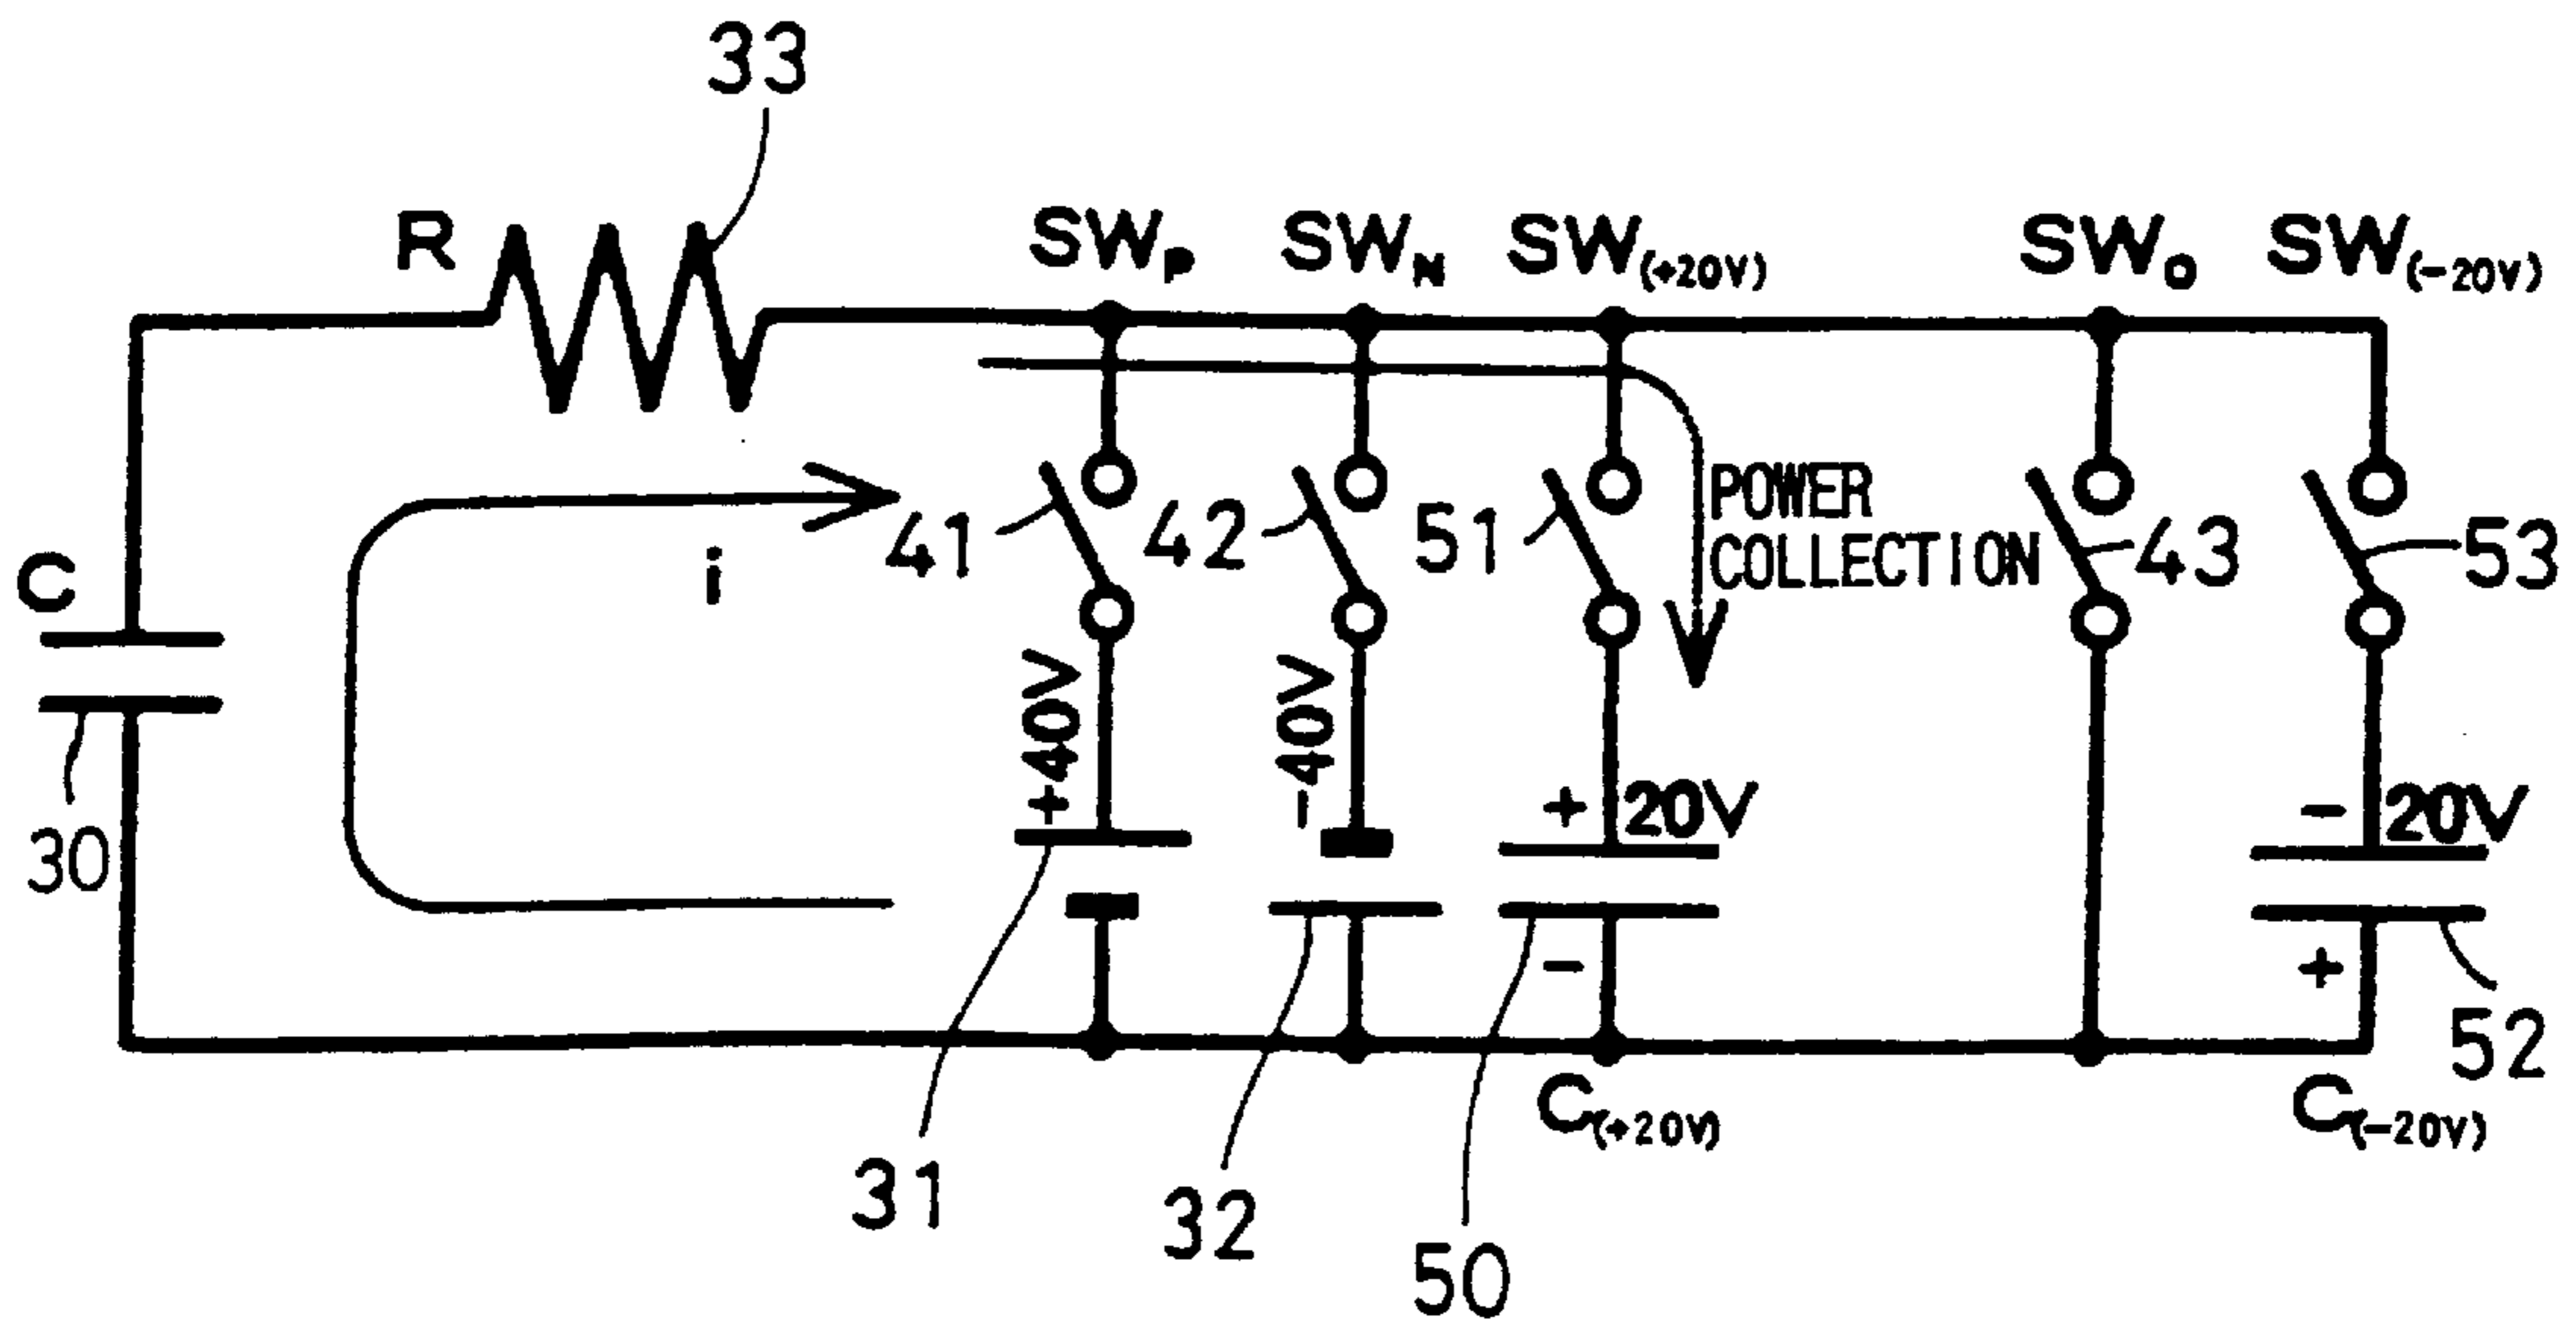 33
R
SWP
SWN
SW(+20V)
SWO
SW(-20V)
C
i
41
42
51
POWER
COLLECTION
43
53
30
+40V
-40V
+ 20V
- 20V
-
+
52
C(+20V)
C(-20V)
31
32
50